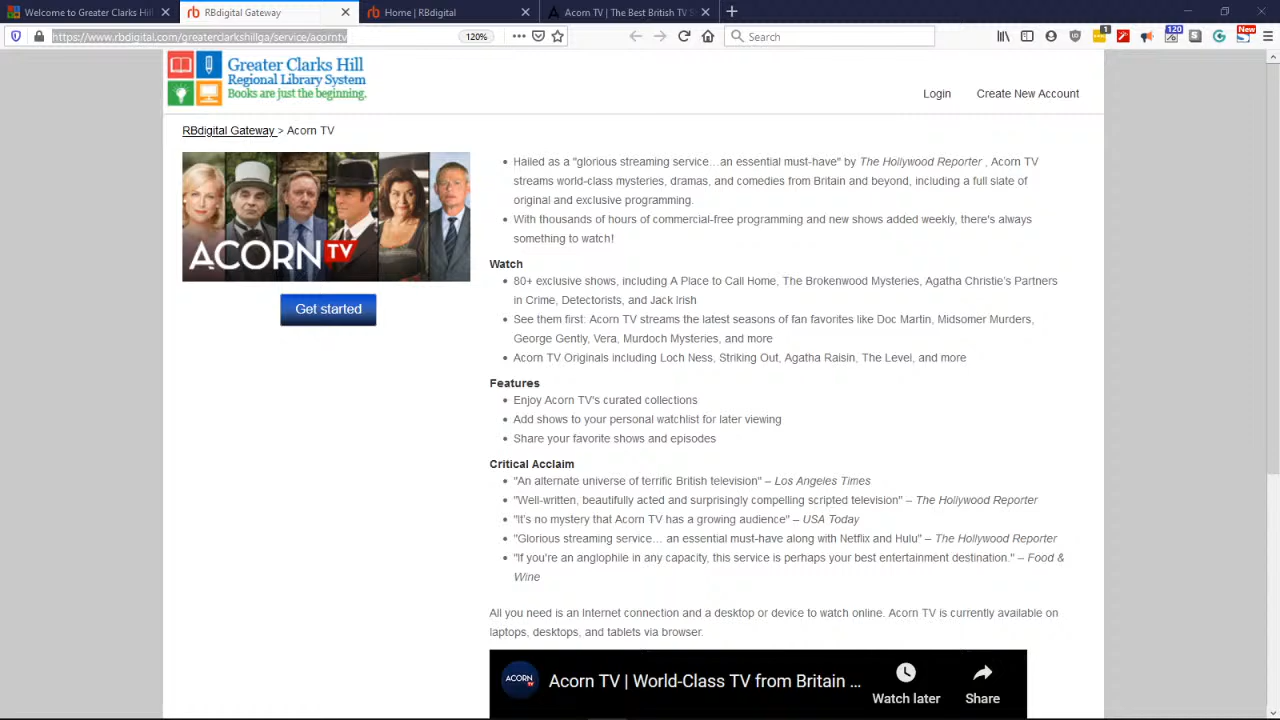 Welcome to Greater Clarks Hill
RBdigital Gateway
Home | RBdigital
Acorn TV | The Best British TV S
https://www.rbdigital.com/greaterclarkshillga/service/acorntv
120%
Search
1
120
New
Greater Clarks Hill
Regional Library System
Books are just the beginning.
Login
Create New Account
RBdigital Gateway > Acorn TV
ACORN TV
Get started
Hailed as a "glorious streaming service…an essential must-have" by The Hollywood Reporter , Acorn TV
streams world-class mysteries, dramas, and comedies from Britain and beyond, including a full slate of
original and exclusive programming.
With thousands of hours of commercial-free programming and new shows added weekly, there's always
something to watch!
Watch
80+ exclusive shows, including A Place to Call Home, The Brokenwood Mysteries, Agatha Christie's Partners
in Crime, Detectorists, and Jack Irish
See them first: Acorn TV streams the latest seasons of fan favorites like Doc Martin, Midsomer Murders,
George Gently, Vera, Murdoch Mysteries, and more
Acorn TV Originals including Loch Ness, Striking Out, Agatha Raisin, The Level, and more
Features
Enjoy Acorn TV's curated collections
Add shows to your personal watchlist for later viewing
Share your favorite shows and episodes
Critical Acclaim
"An alternate universe of terrific British television" – Los Angeles Times
"Well-written, beautifully acted and surprisingly compelling scripted television" – The Hollywood Reporter
"It's no mystery that Acorn TV has a growing audience" – USA Today
"Glorious streaming service… an essential must-have along with Netflix and Hulu" – The Hollywood Reporter
"If you're an anglophile in any capacity, this service is perhaps your best entertainment destination." – Food &
Wine
All you need is an Internet connection and a desktop or device to watch online. Acorn TV is currently available on
laptops, desktops, and tablets via browser.
ACORN TV
Acorn TV | World-Class TV from Britain ...
Watch later
Share